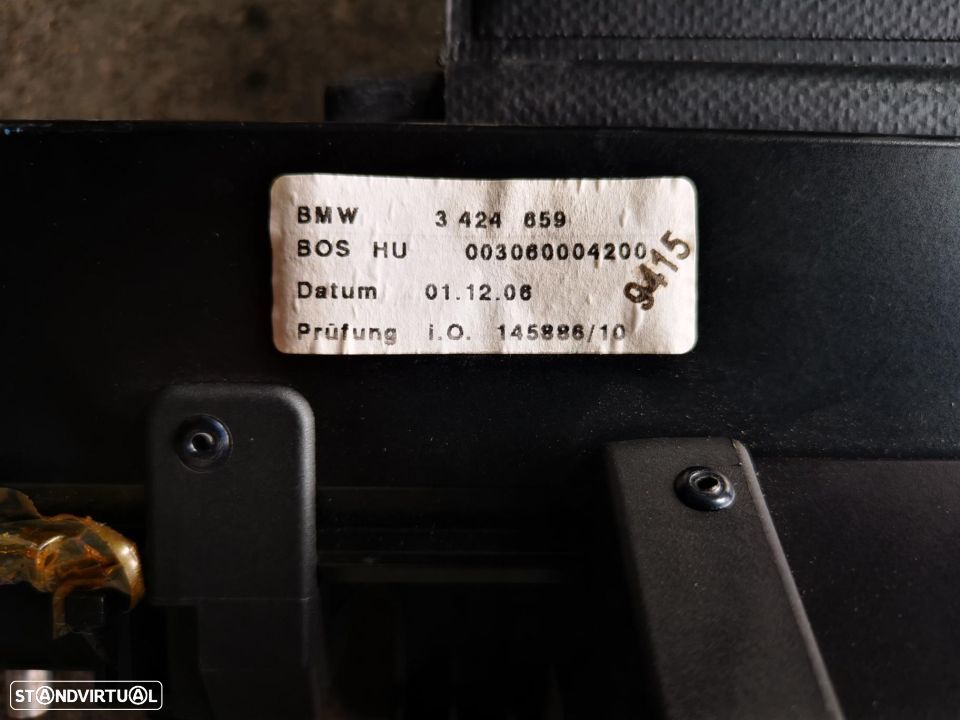 BMW 3 424 659
BOS HU 003060004200
Datum 01.12.06
Prüfung i.O. 145886/10
9415
STANDVIRTUAL